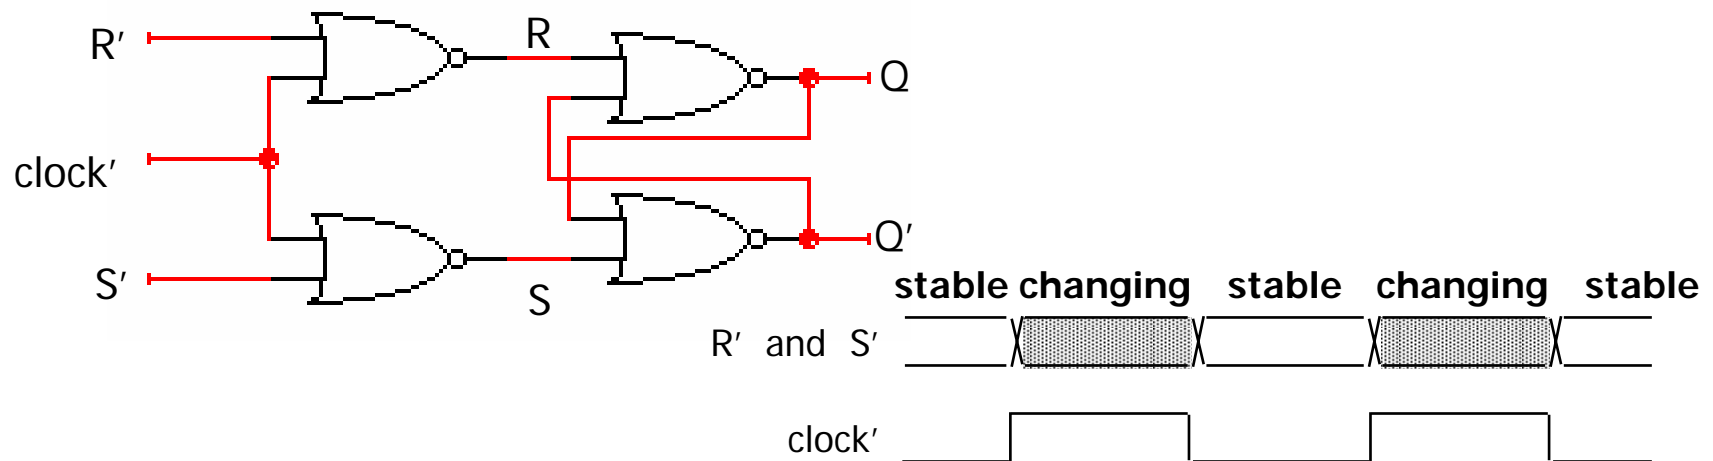 R′
R
Q
clock′
Q′
S′
S
stable changing stable changing stable
R′ and S′
clock′